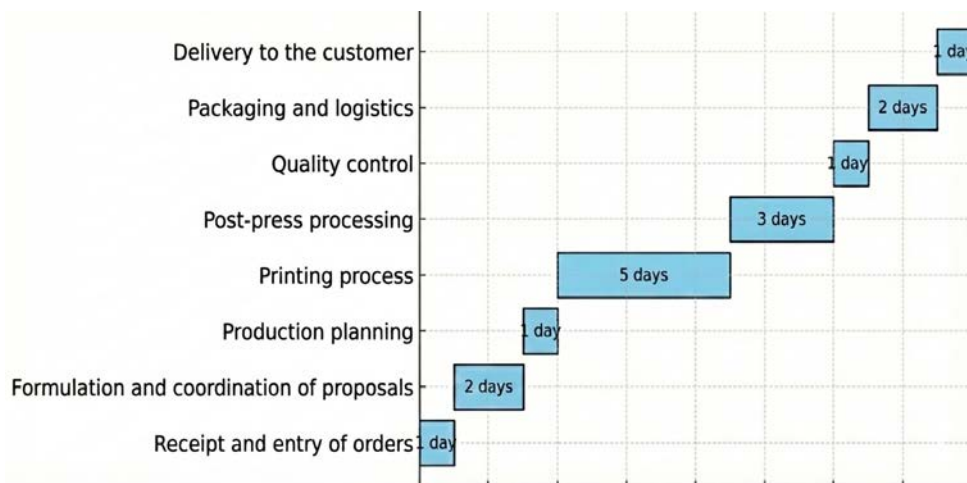 Delivery to the customer
1 day
Packaging and logistics
2 days
Quality control
1 day
Post-press processing
3 days
Printing process
5 days
Production planning
1 day
Formulation and coordination of proposals
2 days
Receipt and entry of orders
1 day